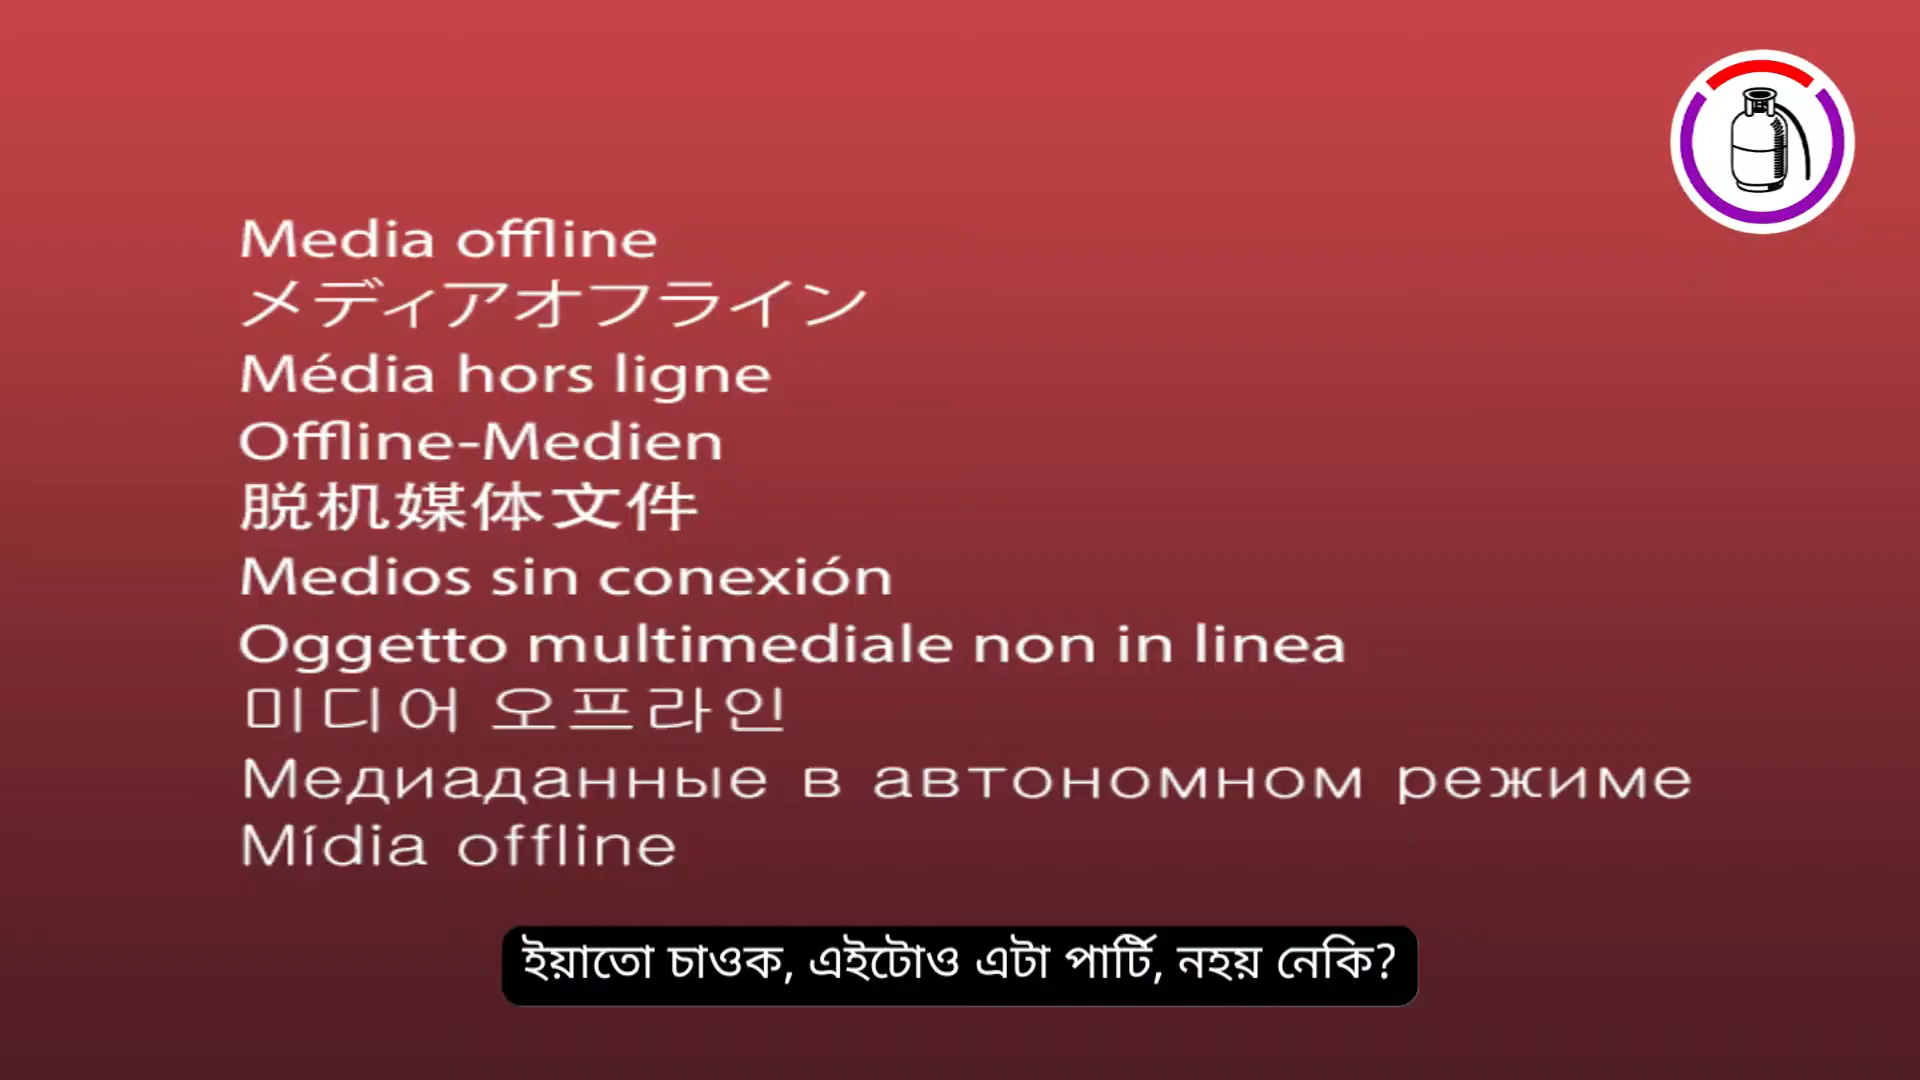 Media offline
メディアオフライン
Média hors ligne
Offline-Medien
脱机媒体文件
Medios sin conexión
Oggetto multimediale non in linea
미디어 오프라인
Медиаданные в автономном режиме
Mídia offline
ইয়াতো চাওক, এইটোও এটা পাৰ্টি, নহয় নেকি?